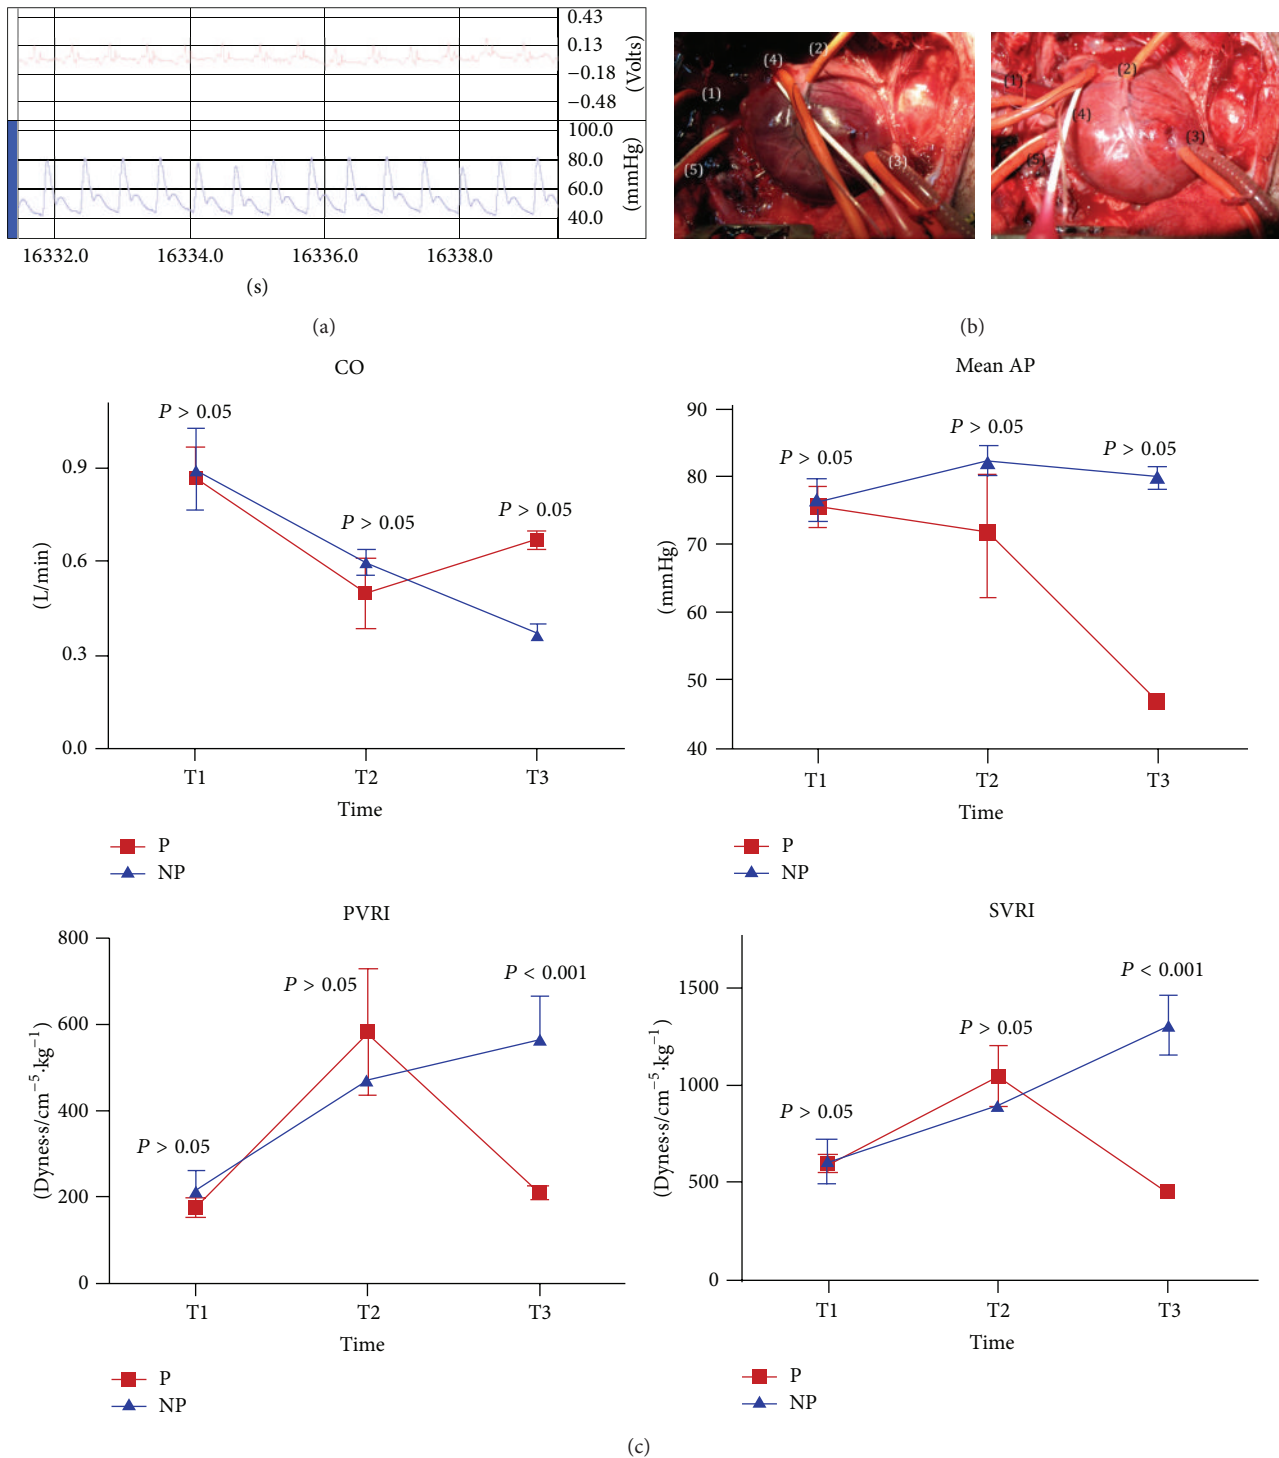 0.43
0.13
−0.18
−0.48
(Volts)
100.0
80.0
60.0
40.0
(mmHg)
16332.0 16334.0 16336.0 16338.0
(s)
(a)
(1)
(2)
(3)
(4)
(5)
(1)
(2)
(3)
(4)
(5)
(b)
CO
P > 0.05
P > 0.05
P > 0.05
0.9
0.6
0.3
0.0
(L/min)
T1 T2 T3
Time
P
NP
Mean AP
P > 0.05
P > 0.05
P > 0.05
90
80
70
60
50
40
(mmHg)
T1 T2 T3
Time
P
NP
PVRI
P > 0.05
P > 0.05
P < 0.001
800
600
400
200
0
(Dynes·s/cm−5·kg−1)
T1 T2 T3
Time
P
NP
SVRI
P > 0.05
P > 0.05
P < 0.001
1500
1000
500
0
(Dynes·s/cm−5·kg−1)
T1 T2 T3
Time
P
NP
(c)